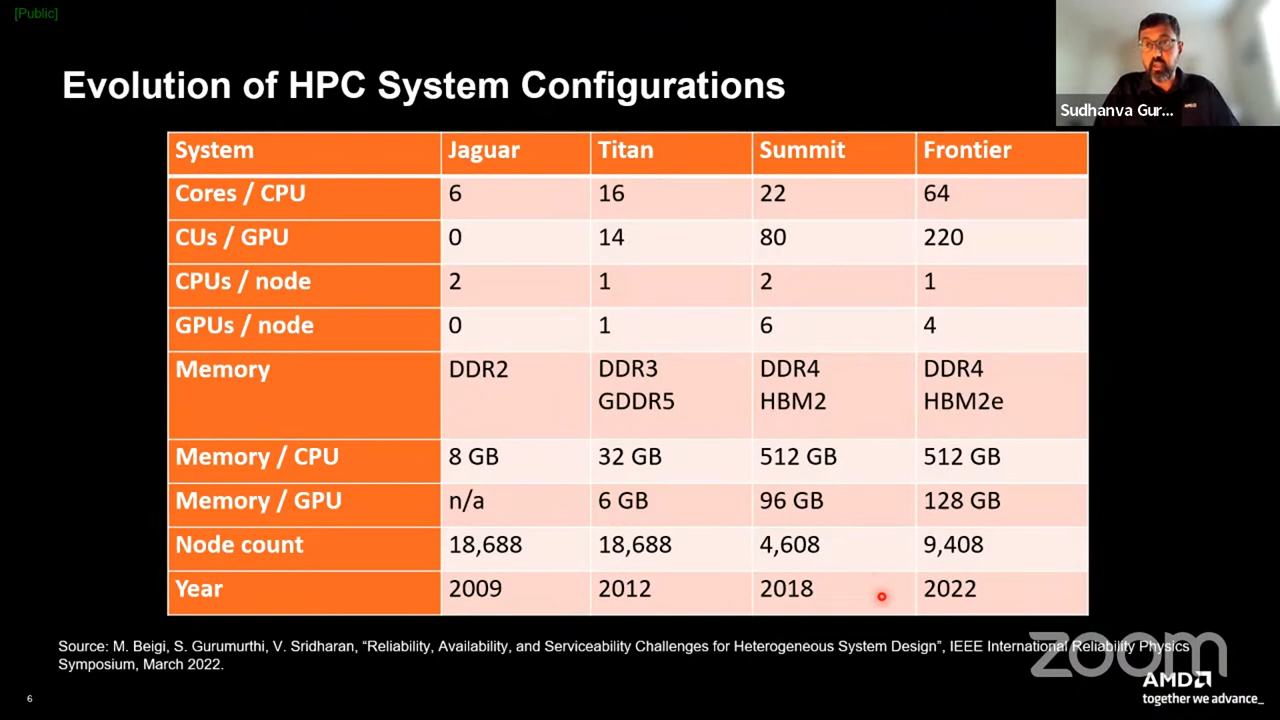 [Public]
Evolution of HPC System Configurations
Sudhanva Gur...
System Jaguar Titan Summit Frontier
Cores / CPU 6 16 22 64
CUs / GPU 0 14 80 220
CPUs / node 2 1 2 1
GPUs / node 0 1 6 4
Memory DDR2 DDR3 DDR4 DDR4
GDDR5 HBM2 HBM2e
Memory / CPU 8 GB 32 GB 512 GB 512 GB
Memory / GPU n/a 6 GB 96 GB 128 GB
Node count 18,688 18,688 4,608 9,408
Year 2009 2012 2018 2022
Source: M. Beigi, S. Gurumurthi, V. Sridharan, “Reliability, Availability, and Serviceability Challenges for Heterogeneous System Design”, IEEE International Reliability Physics
Symposium, March 2022.
zoom
AMD
together we advance_
6